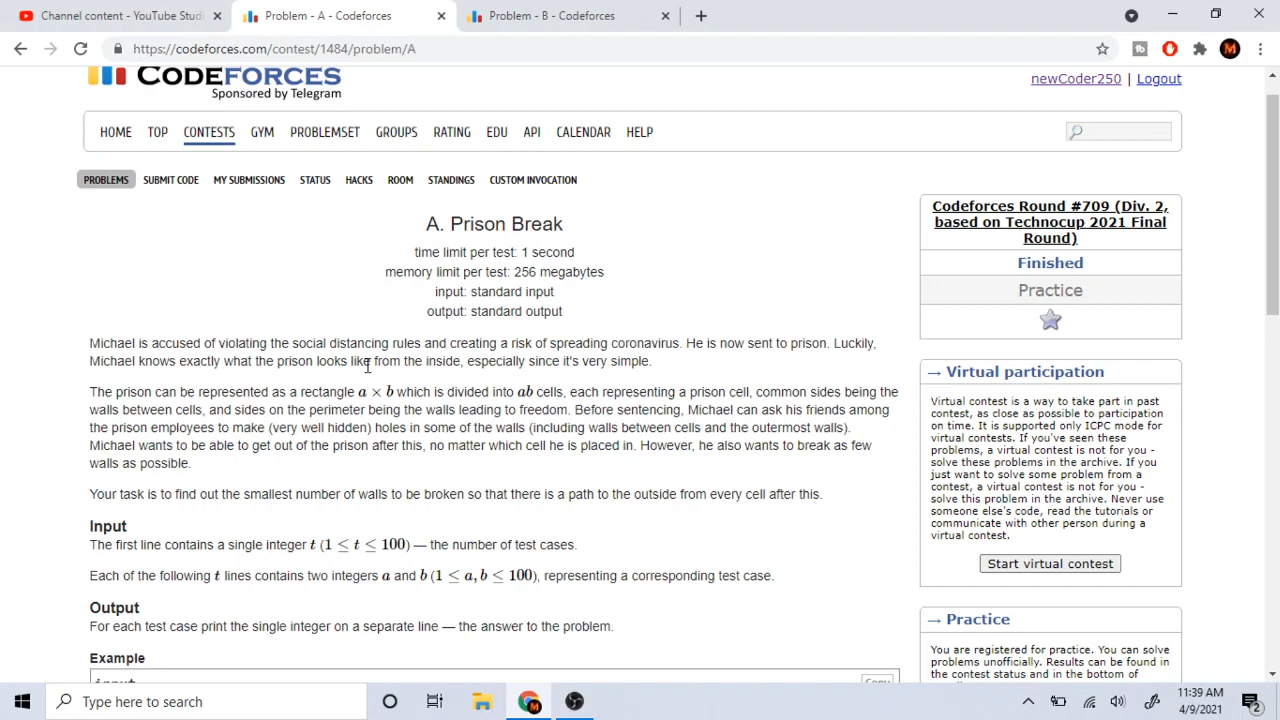 Channel content - YouTube Stud
Problem - A - Codeforces
Problem - B - Codeforces
https://codeforces.com/contest/1484/problem/A
CODEFORCES
Sponsored by Telegram
newCoder250 | Logout
HOME TOP CONTESTS GYM PROBLEMSET GROUPS RATING EDU API CALENDAR HELP
PROBLEMS SUBMIT CODE MY SUBMISSIONS STATUS HACKS ROOM STANDINGS CUSTOM INVOCATION
A. Prison Break
time limit per test: 1 second
memory limit per test: 256 megabytes
input: standard input
output: standard output
Michael is accused of violating the social distancing rules and creating a risk of spreading coronavirus. He is now sent to prison. Luckily,
Michael knows exactly what the prison looks like from the inside, especially since it's very simple.
The prison can be represented as a rectangle a × b which is divided into ab cells, each representing a prison cell, common sides being the
walls between cells, and sides on the perimeter being the walls leading to freedom. Before sentencing, Michael can ask his friends among
the prison employees to make (very well hidden) holes in some of the walls (including walls between cells and the outermost walls).
Michael wants to be able to get out of the prison after this, no matter which cell he is placed in. However, he also wants to break as few
walls as possible.
Your task is to find out the smallest number of walls to be broken so that there is a path to the outside from every cell after this.
Input
The first line contains a single integer t (1 ≤ t ≤ 100) — the number of test cases.
Each of the following t lines contains two integers a and b (1 ≤ a, b ≤ 100), representing a corresponding test case.
Output
For each test case print the single integer on a separate line — the answer to the problem.
Example
input
Copy
Codeforces Round #709 (Div. 2,
based on Technocup 2021 Final
Round)
Finished
Practice
→ Virtual participation
Virtual contest is a way to take part in past
contest, as close as possible to participation
on time. It is supported only ICPC mode for
virtual contests. If you've seen these
problems, a virtual contest is not for you -
solve these problems in the archive. If you
just want to solve some problem from a
contest, a virtual contest is not for you -
solve this problem in the archive. Never use
someone else's code, read the tutorials or
communicate with other person during a
virtual contest.
Start virtual contest
→ Practice
You are registered for practice. You can solve
problems unofficially. Results can be found in
the contest status and in the bottom of
Type here to search
11:39 AM
4/9/2021
2